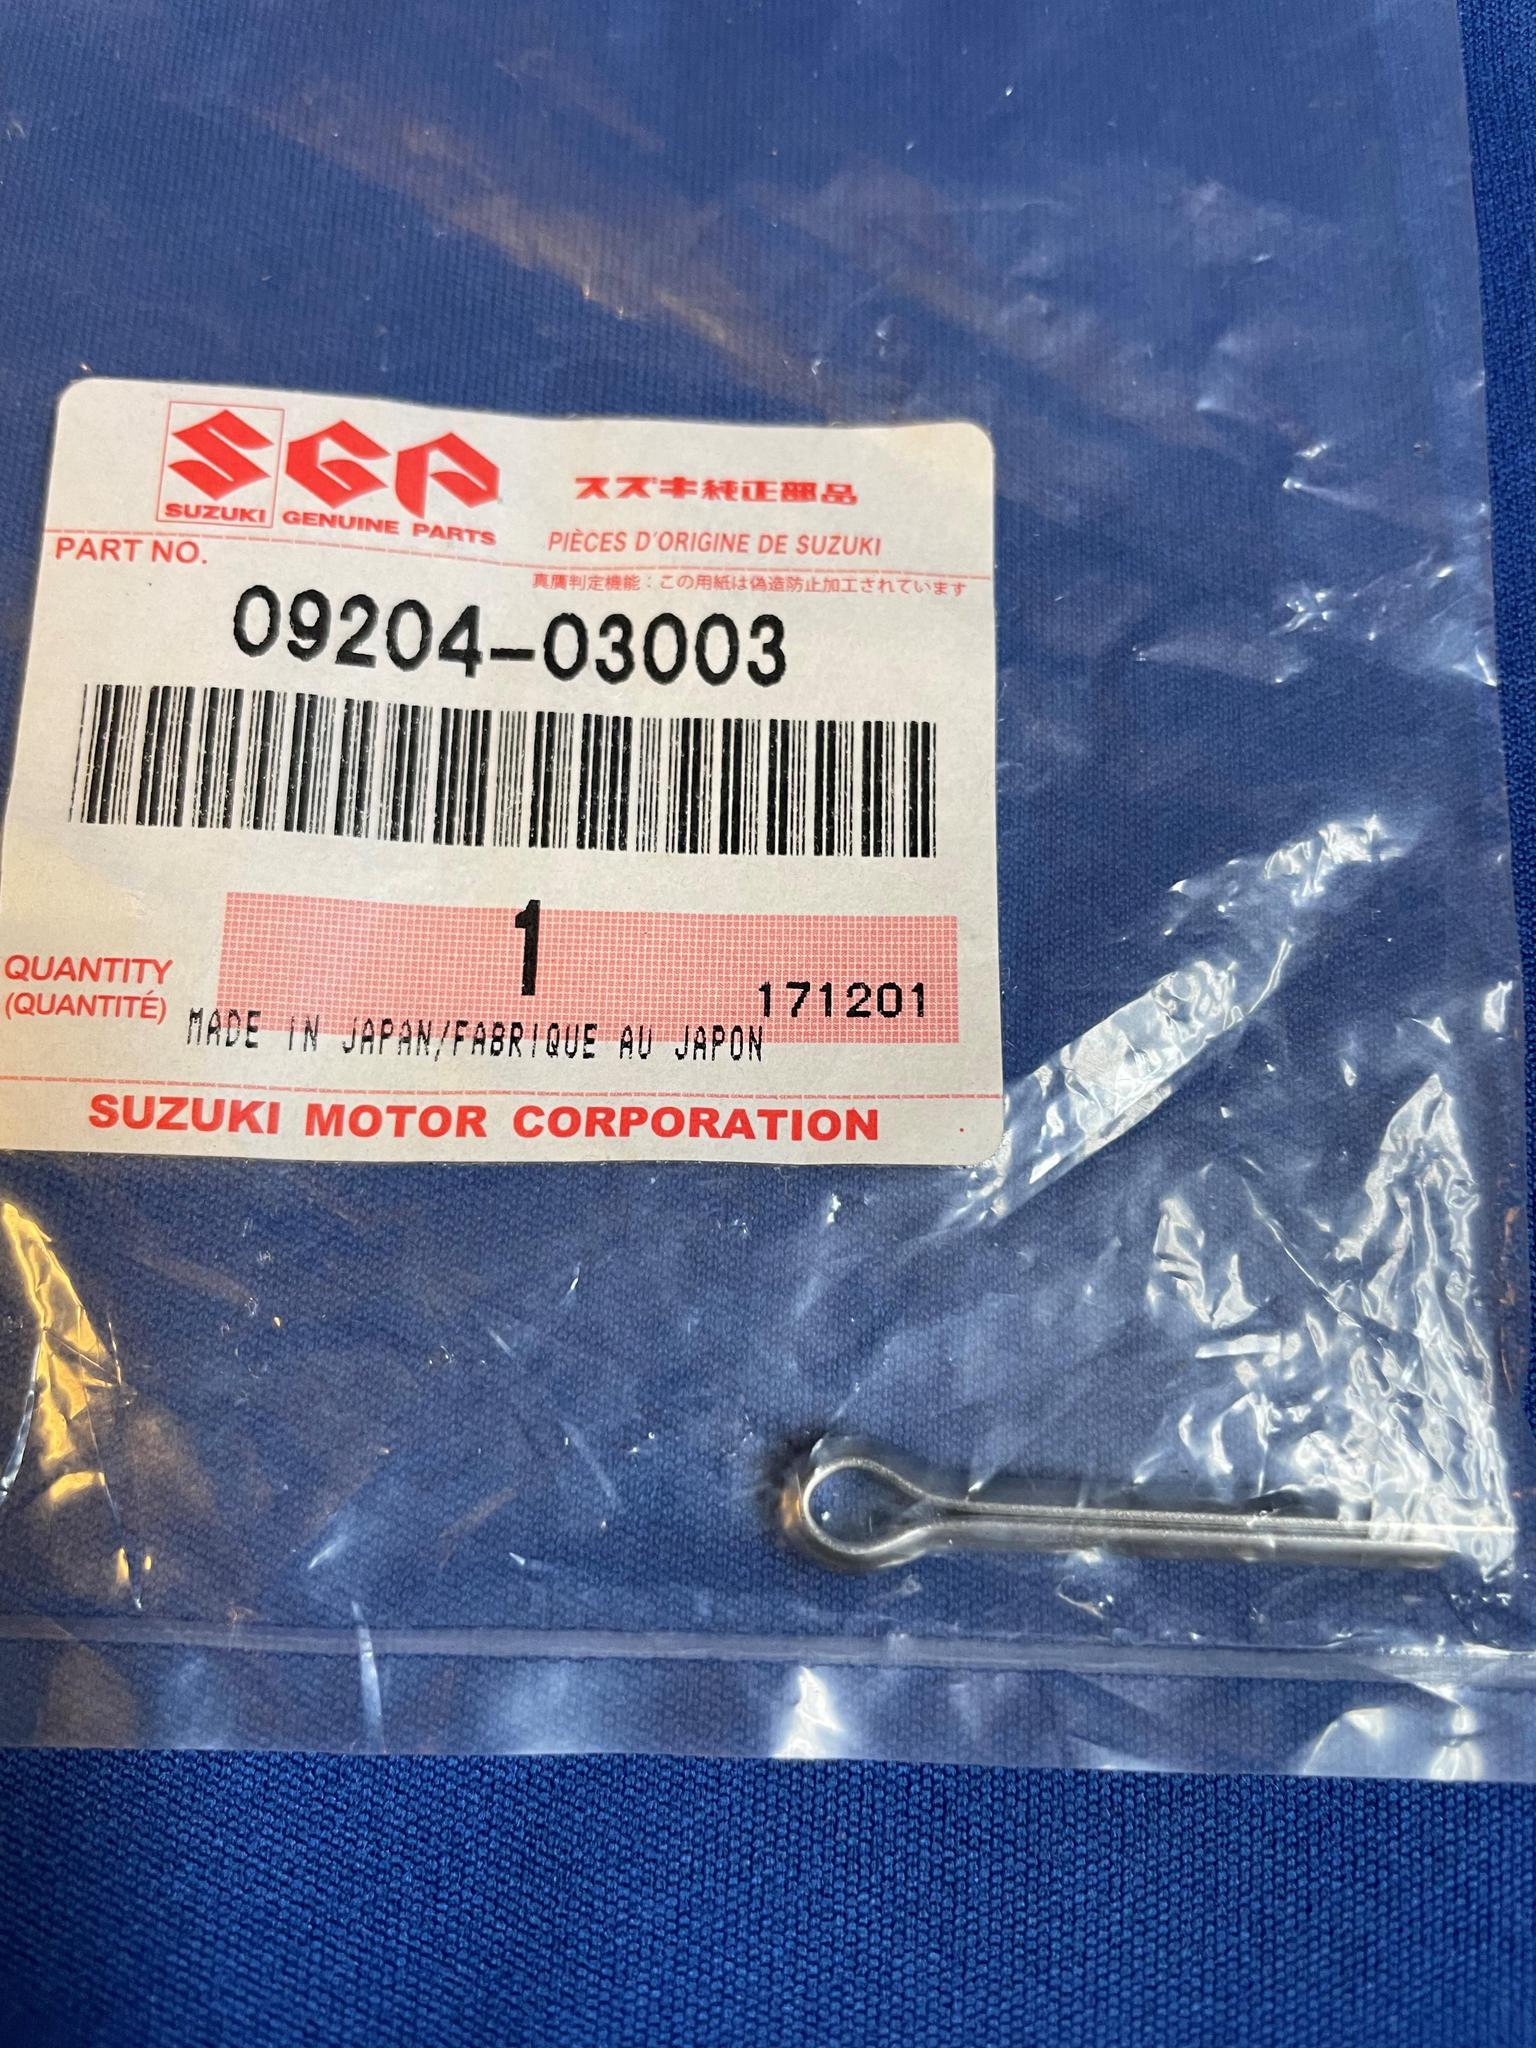 SGP
SUZUKI GENUINE PARTS
スズキ純正部品
PIÈCES D'ORIGINE DE SUZUKI
PART NO.
真贋判定機能：この用紙は偽造防止加工されています
09204-03003
1
QUANTITY
(QUANTITÉ)
171201
MADE IN JAPAN/FABRIQUE AU JAPON
SUZUKI MOTOR CORPORATION